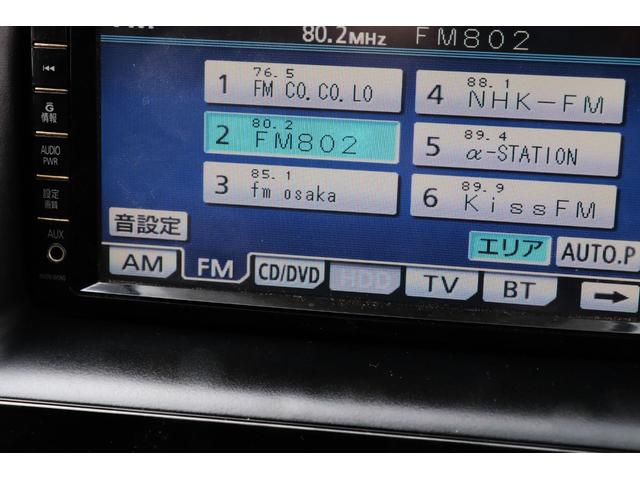 80.2MHz FM802
G
情報
AUDIO
PWR
設定
画質
AUX
1 76.5 FM CO.CO.LO
2 80.2 FM802
3 85.1 fm osaka
4 88.1 NHK-FM
5 89.4 α-STATION
6 89.9 KissFM
音設定
エリア
AUTO.P
AM FM CD/DVD HDD TV BT